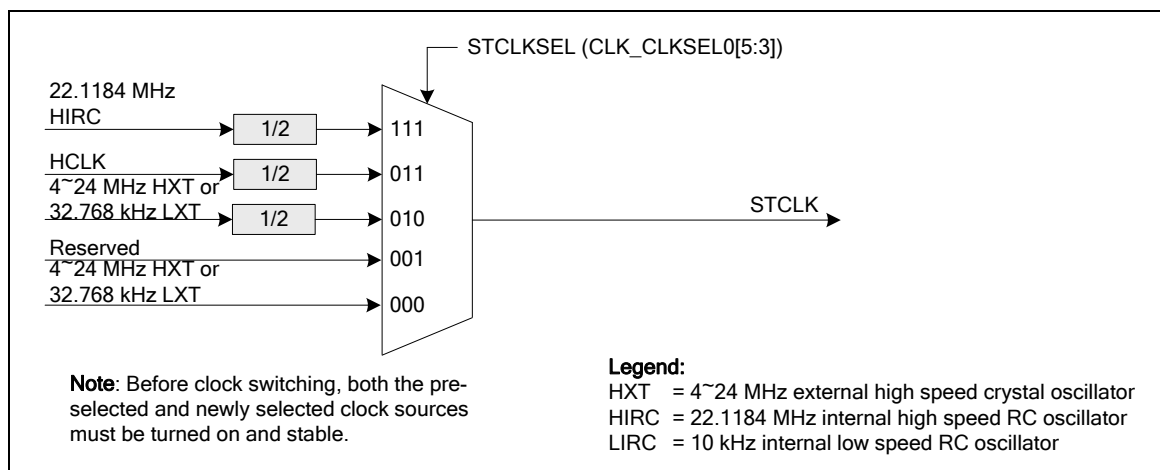 STCLKSEL (CLK_CLKSEL0[5:3])
22.1184 MHz
HIRC
1/2
111
HCLK
1/2
011
4~24 MHz HXT or
32.768 kHz LXT
1/2
010
STCLK
Reserved
001
4~24 MHz HXT or
32.768 kHz LXT
000
Note: Before clock switching, both the pre-
selected and newly selected clock sources
must be turned on and stable.
Legend:
HXT = 4~24 MHz external high speed crystal oscillator
HIRC = 22.1184 MHz internal high speed RC oscillator
LIRC = 10 kHz internal low speed RC oscillator